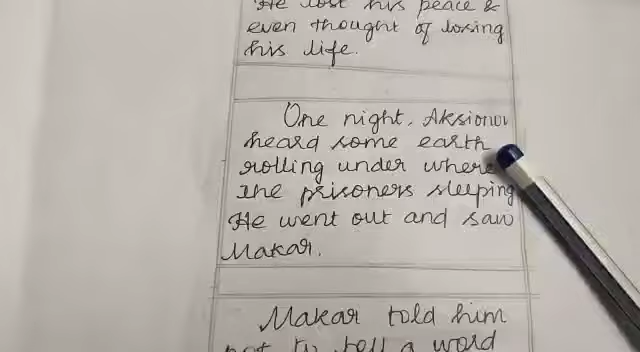 He lost his peace &
even thought of losing
his life.
One night, Aksionov
heard some earth
rolling under where
the prisoners sleeping
He went out and saw
Makar.
Makar told him
not to tell a word